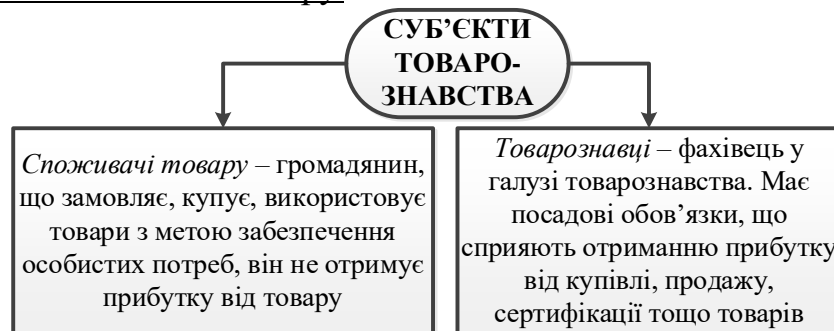 СУБ’ЄКТИ
ТОВАРО-
ЗНАВСТВА
Споживачі товару – громадянин,
що замовляє, купує, використовує
товари з метою забезпечення
особистих потреб, він не отримує
прибутку від товару
Товарознавці – фахівець у
галузі товарознавства. Має
посадові обов’язки, що
сприяють отриманню прибутку
від купівлі, продажу,
сертифікації тощо товарів